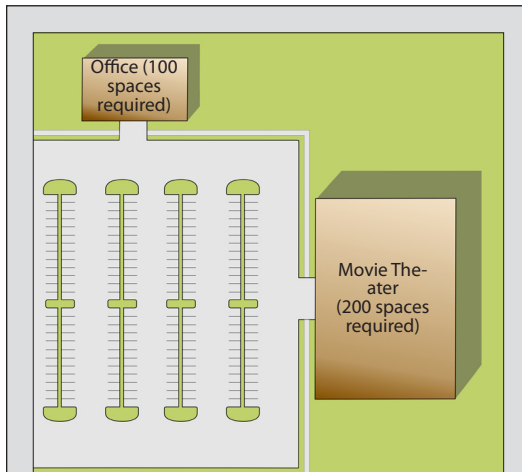 Office (100
spaces
required)
Movie The-
ater
(200 spaces
required)